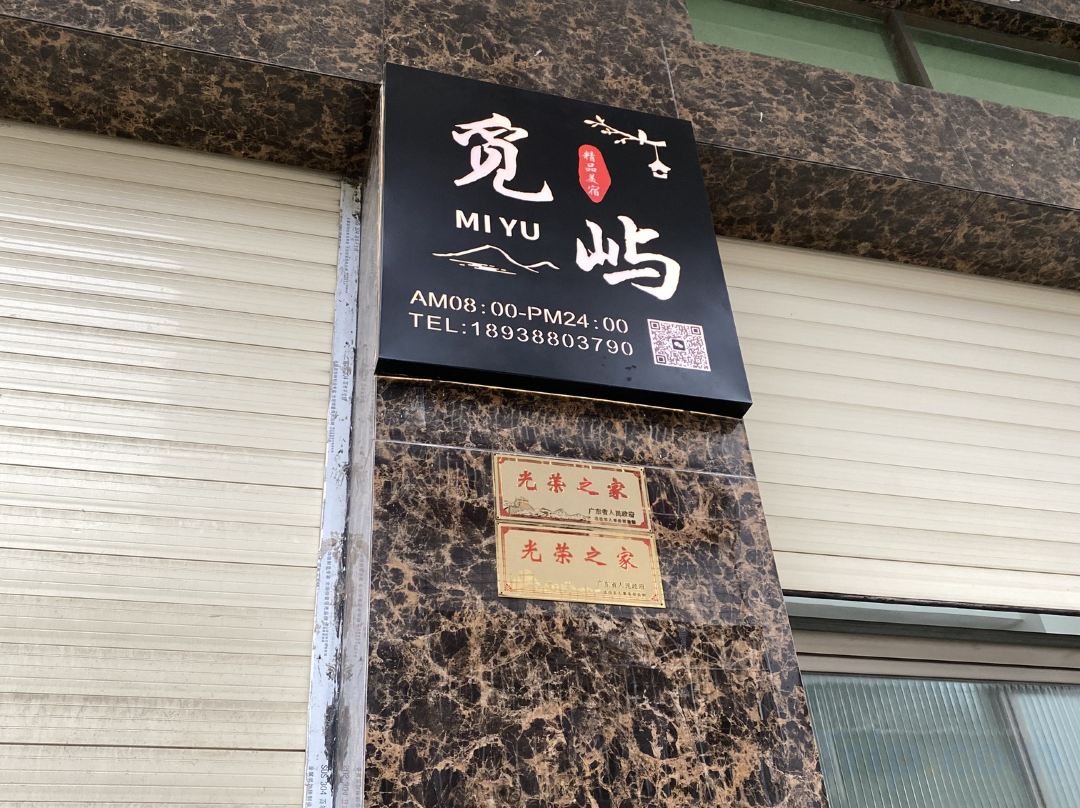 觅
精品美宿
MI YU
屿
AM08:00-PM24:00
TEL:18938803790
光荣之家
广东省人民政府
光荣之家
广东省人民政府